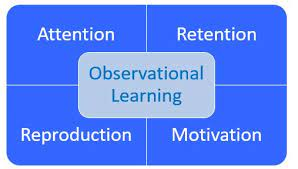 Attention
Retention
Observational
Learning
Reproduction
Motivation